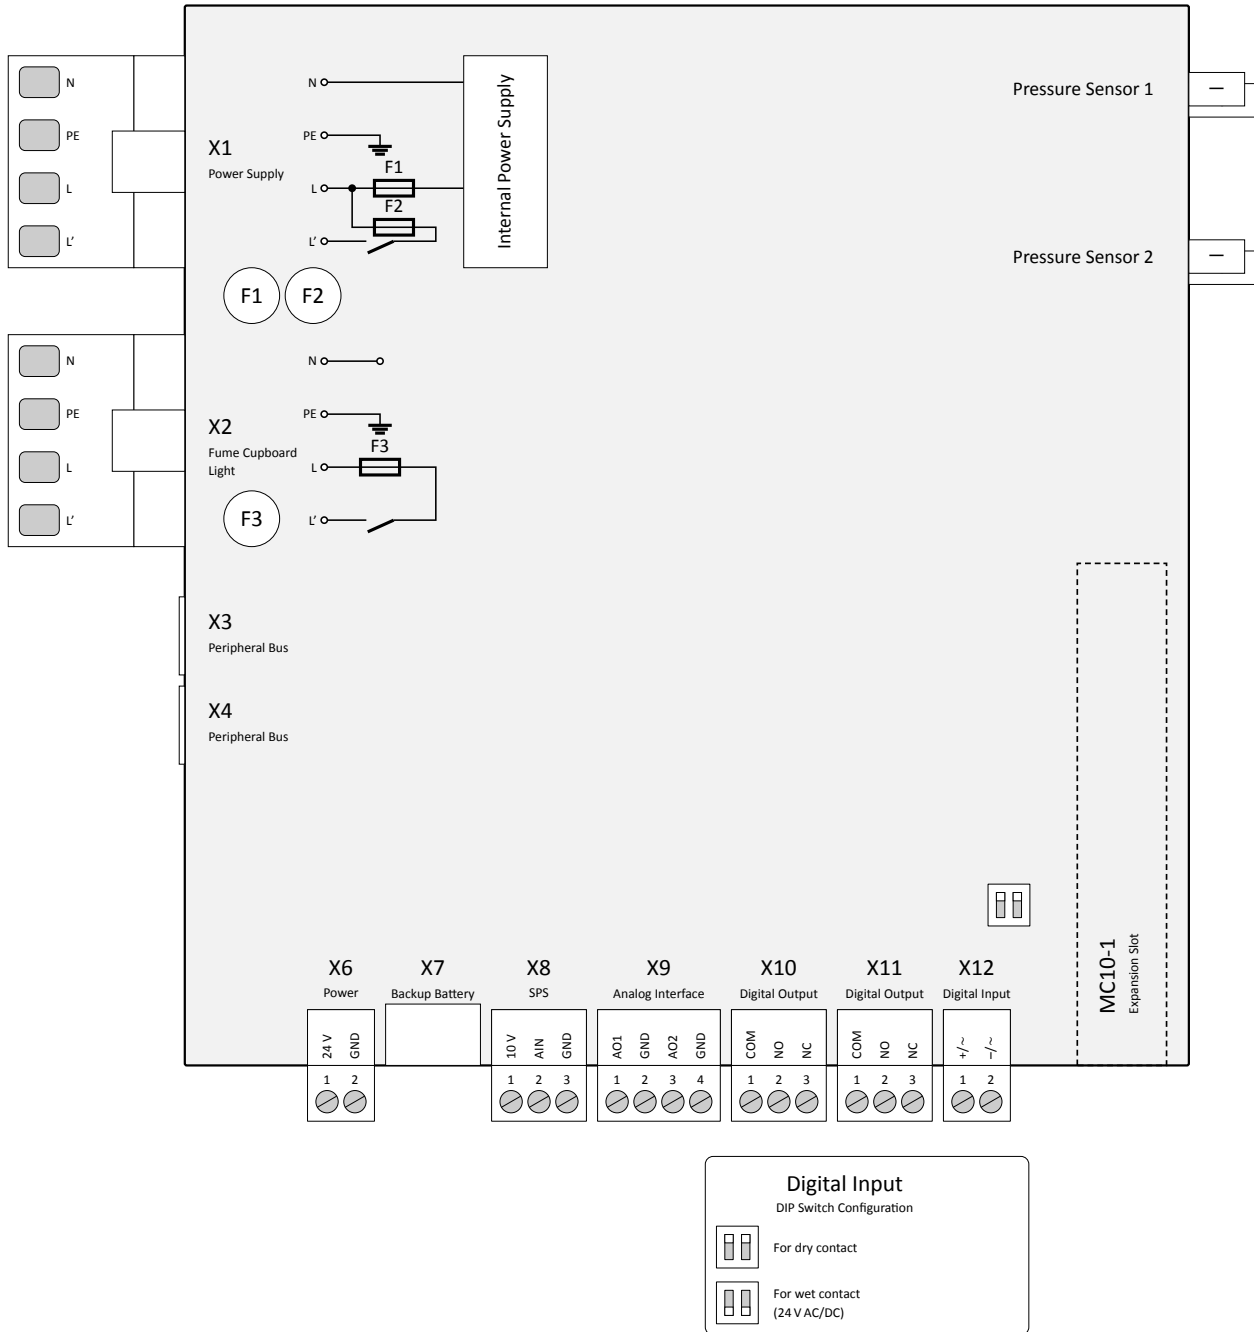 N
PE
L
L'
X1
Power Supply
N
PE
L
L'
F1
F2
Internal Power Supply
F1
F2
Pressure Sensor 1
–
Pressure Sensor 2
–
N
PE
L
L'
X2
Fume Cupboard
Light
N
PE
L
L'
F3
F3
X3
Peripheral Bus
X4
Peripheral Bus
MC10-1
Expansion Slot
X6
Power
24 V
GND
1 2
X7
Backup Battery
X8
SPS
10 V
AIN
GND
1 2 3
X9
Analog Interface
AO1
GND
AO2
GND
1 2 3 4
X10
Digital Output
COM
NO
NC
1 2 3
X11
Digital Output
COM
NO
NC
1 2 3
X12
Digital Input
+/~
−/~
1 2
Digital Input
DIP Switch Configuration
For dry contact
For wet contact
(24 V AC/DC)